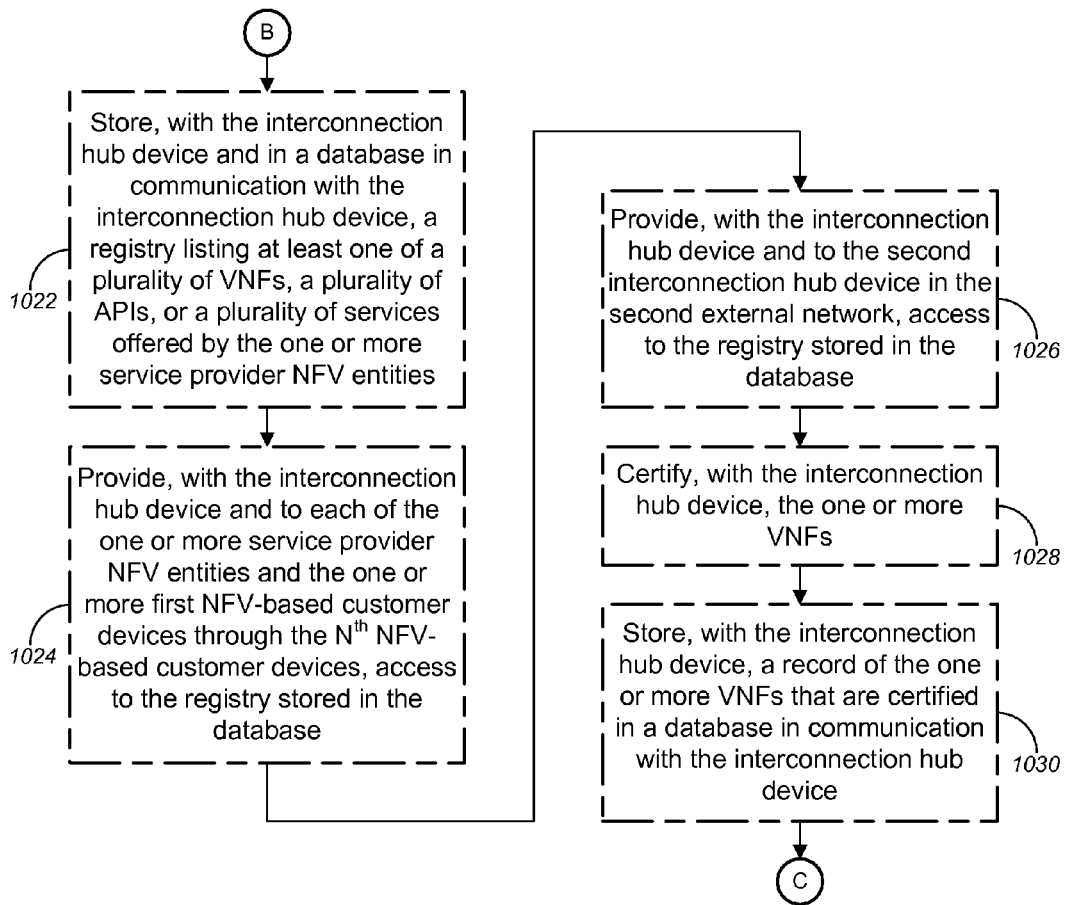 B
Store, with the interconnection
hub device and in a database in
communication with the
interconnection hub device, a
registry listing at least one of a
plurality of VNFs, a plurality of
APIs, or a plurality of services
offered by the one or more
service provider NFV entities
1022
Provide, with the interconnection
hub device and to each of the
one or more service provider
NFV entities and the one or
more first NFV-based customer
devices through the Nth NFV-
based customer devices, access
to the registry stored in the
database
1024
Provide, with the interconnection
hub device and to the second
interconnection hub device in the
second external network, access
to the registry stored in the
database
1026
Certify, with the interconnection
hub device, the one or more
VNFs
1028
Store, with the interconnection
hub device, a record of the one
or more VNFs that are certified
in a database in communication
with the interconnection hub
device
1030
C